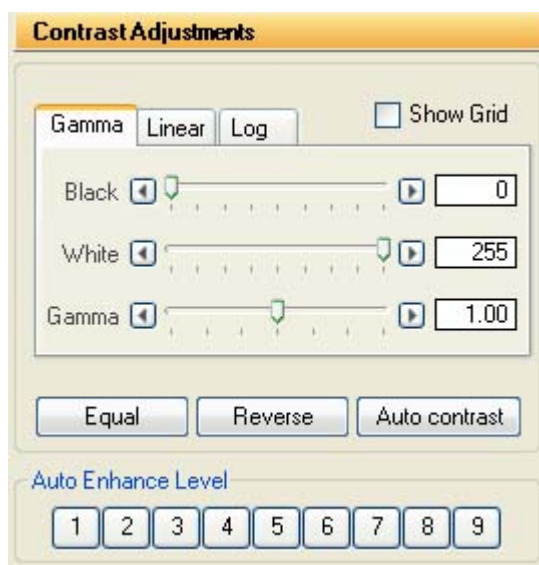 Contrast Adjustments
Gamma Linear Log Show Grid
Black 0
White 255
Gamma 1.00
Equal Reverse Auto contrast
Auto Enhance Level
1 2 3 4 5 6 7 8 9